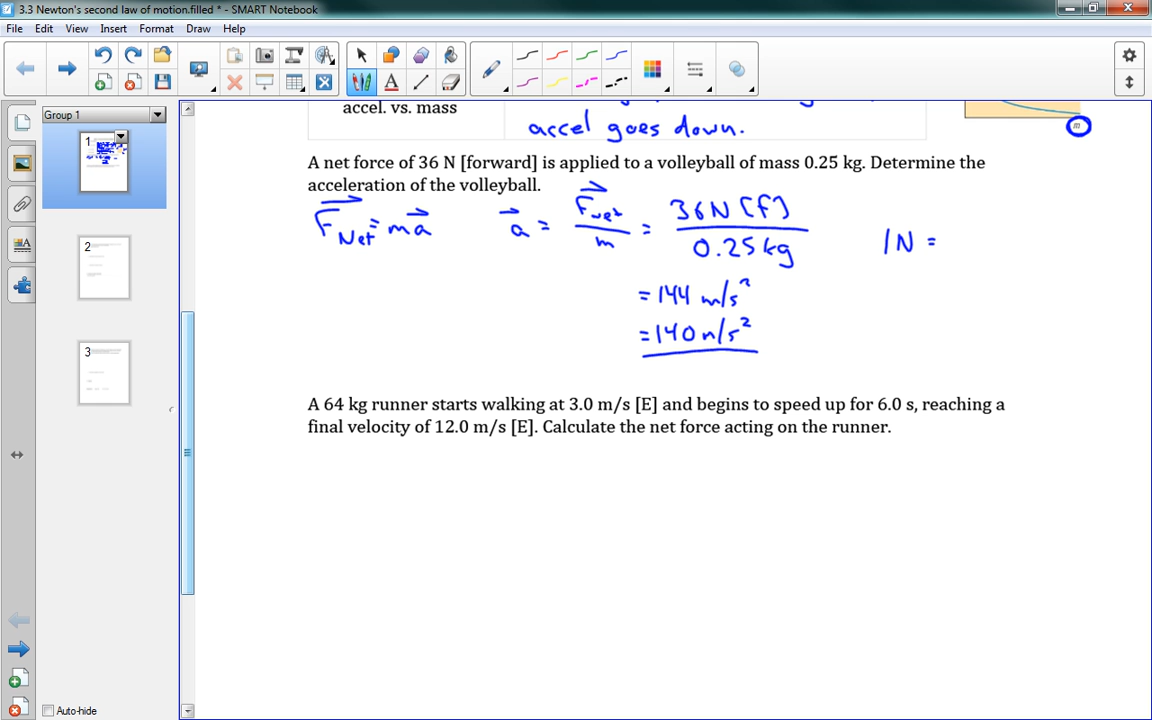 3.3 Newton's second law of motion.filled * - SMART Notebook
File Edit View Insert Format Draw Help
Group 1
1
2
3
accel. vs. mass
accel goes down.
m
A net force of 36 N [forward] is applied to a volleyball of mass 0.25 kg. Determine the
acceleration of the volleyball.
F Net = ma a = F Net / m = 36N [f] / 0.25 kg 1N =
= 144 m/s²
= 140 m/s²
A 64 kg runner starts walking at 3.0 m/s [E] and begins to speed up for 6.0 s, reaching a
final velocity of 12.0 m/s [E]. Calculate the net force acting on the runner.
Auto-hide